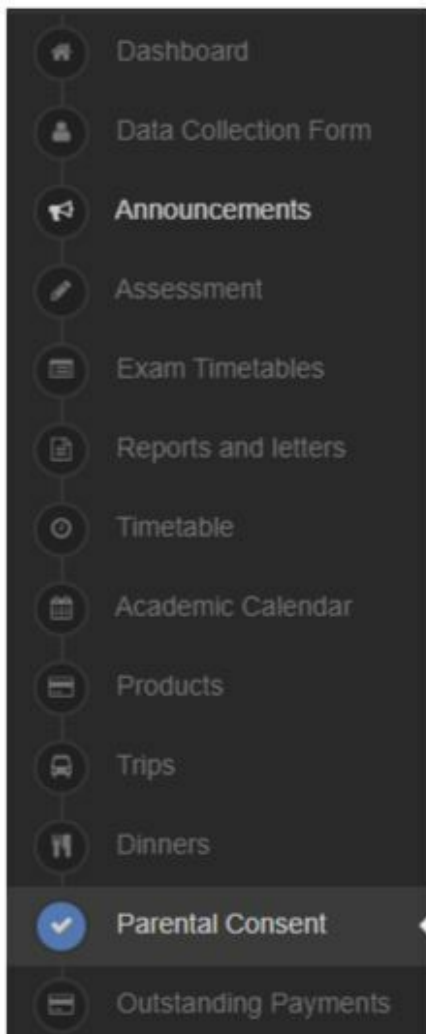 Dashboard
Data Collection Form
Announcements
Assessment
Exam Timetables
Reports and letters
Timetable
Academic Calendar
Products
Trips
Dinners
Parental Consent
Outstanding Payments